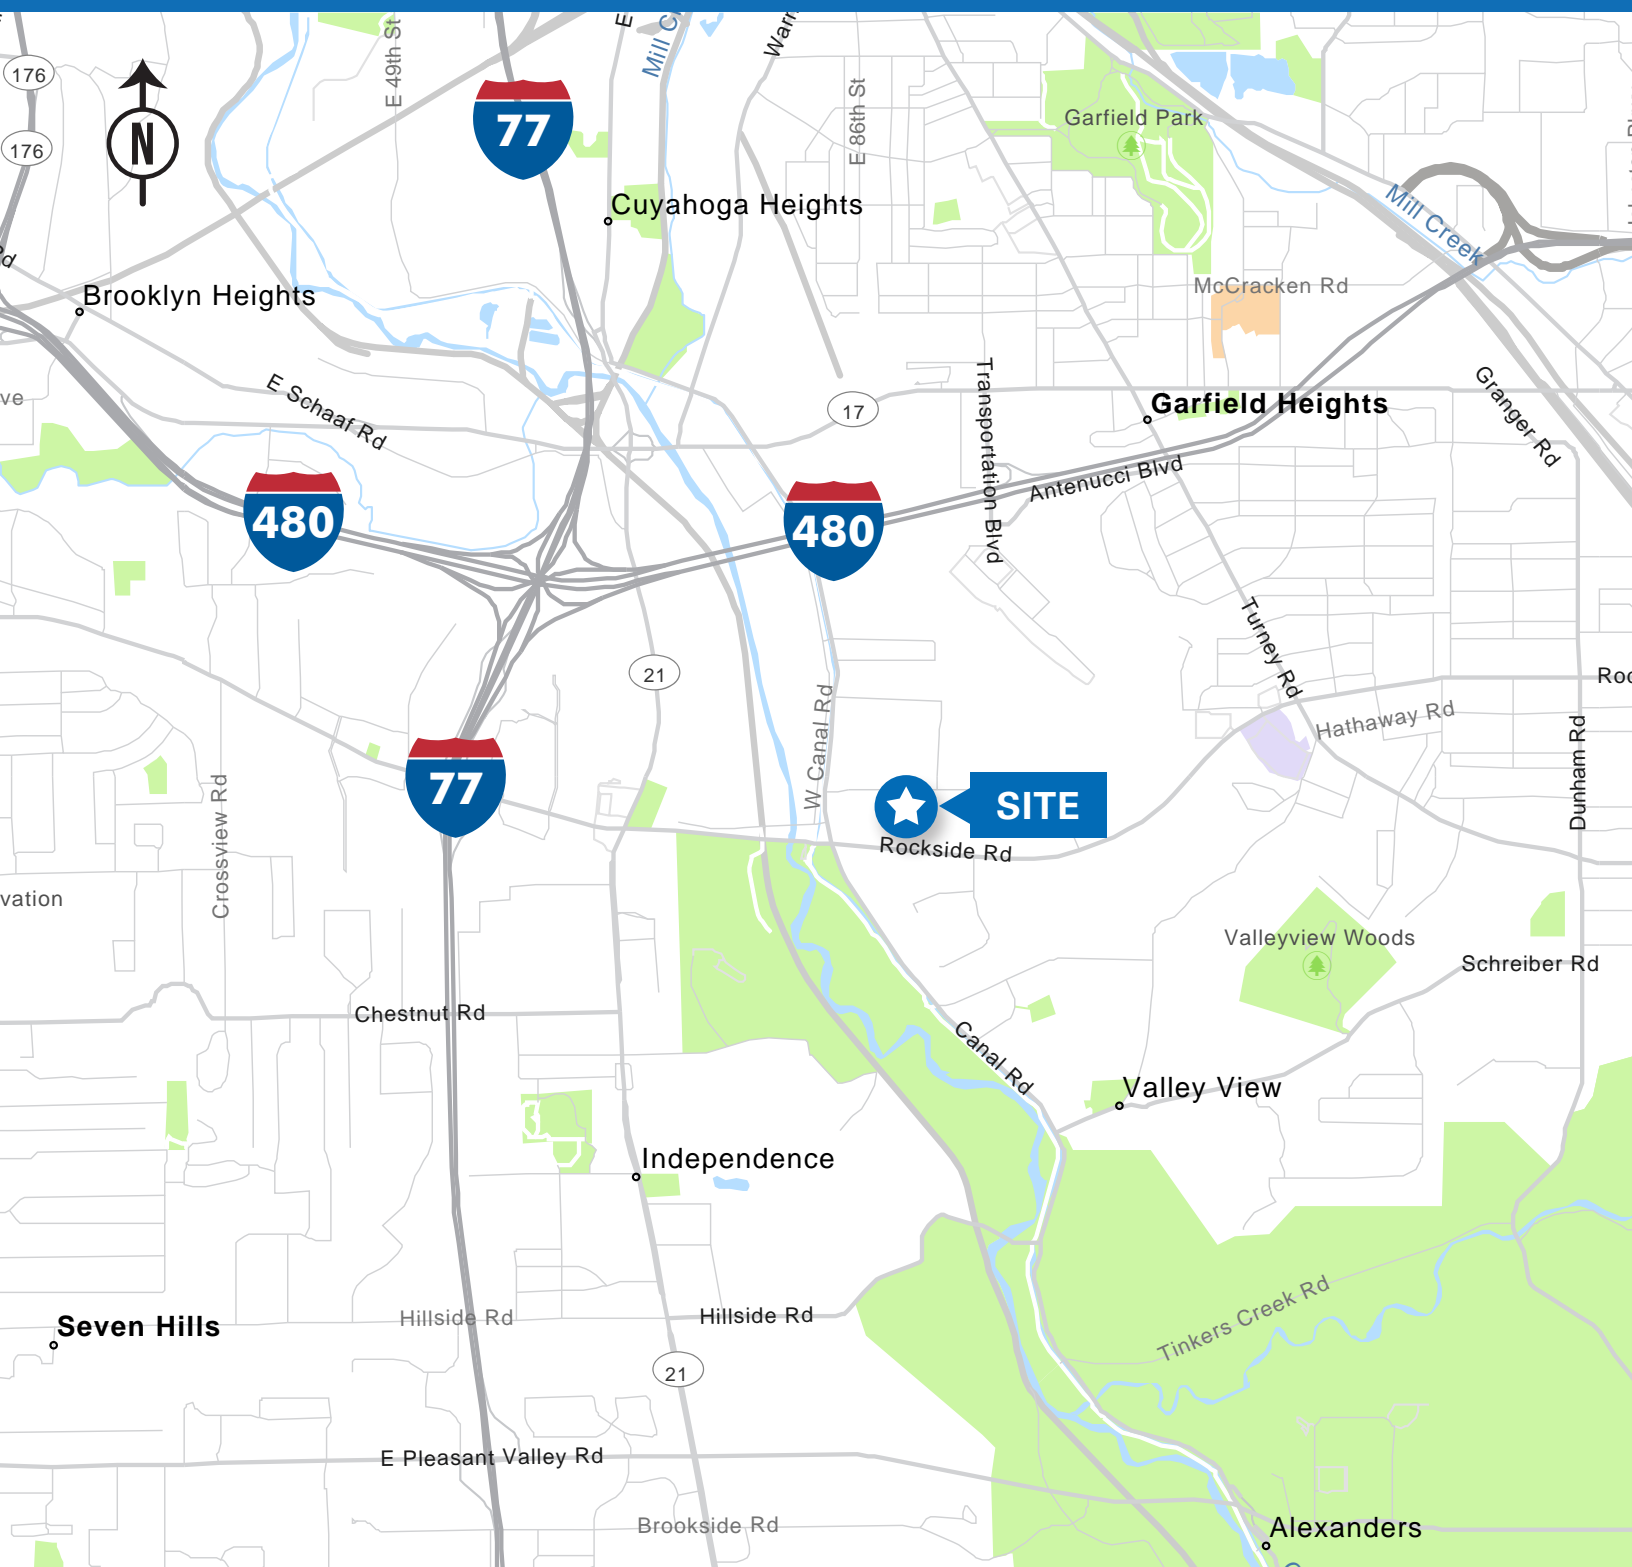 176
176
N
E 49th St
77
E
Mill C
Warr
E 86th St
Garfield Park
Cuyahoga Heights
Mill Creek
McCracken Rd
Brooklyn Heights
Rd
ve
E Schaaf Rd
17
Transportation Blvd
Garfield Heights
Granger Rd
Antenucci Blvd
480
480
Turney Rd
21
W Canal Rd
Roc
Hathaway Rd
Dunham Rd
77
Crossview Rd
SITE
Rockside Rd
vation
Valleyview Woods
Schreiber Rd
Chestnut Rd
Canal Rd
Valley View
Independence
Tinkers Creek Rd
Seven Hills
Hillside Rd
Hillside Rd
21
E Pleasant Valley Rd
Brookside Rd
Alexanders